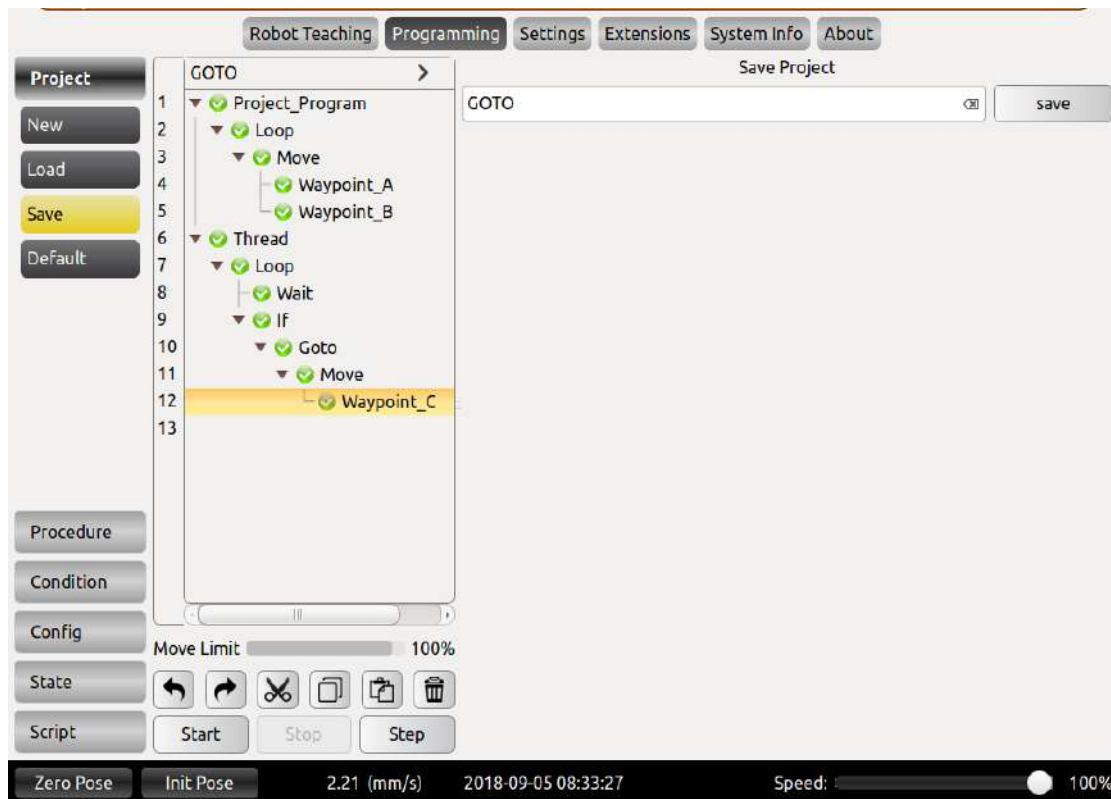 Robot Teaching Programming Settings Extensions System Info About
Project
New
Load
Save
Default
Procedure
Condition
Config
State
Script
GOTO >
1 Project_Program
2 Loop
3 Move
4 Waypoint_A
5 Waypoint_B
6 Thread
7 Loop
8 Wait
9 If
10 Goto
11 Move
12 Waypoint_C
13
Move Limit 100%
Start Stop Step
Save Project
GOTO save
Zero Pose Init Pose 2.21 (mm/s) 2018-09-05 08:33:27 Speed: 100%